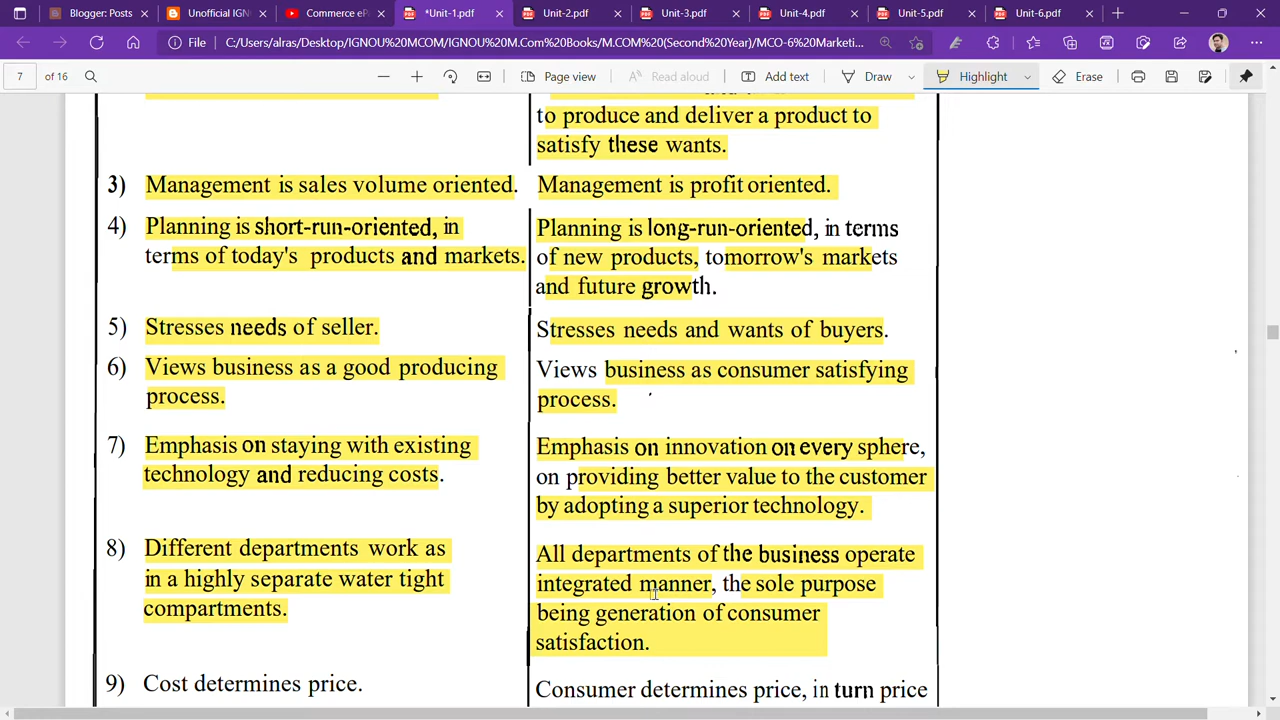 Blogger: Posts
Unofficial IGN
Commerce eP
*Unit-1.pdf
Unit-2.pdf
Unit-3.pdf
Unit-4.pdf
Unit-5.pdf
Unit-6.pdf
File
C:/Users/alras/Desktop/IGNOU%20MCOM/IGNOU%20M.Com%20Books/M.COM%20(Second%20Year)/MCO-6%20Marketi...
7 of 16
Page view
Read aloud
Add text
Draw
Highlight
Erase
to produce and deliver a product to
satisfy these wants.
3) Management is sales volume oriented. Management is profit oriented.
4) Planning is short-run-oriented, in
terms of today's products and markets.
Planning is long-run-oriented, in terms
of new products, tomorrow's markets
and future growth.
5) Stresses needs of seller.
Stresses needs and wants of buyers.
6) Views business as a good producing
process.
Views business as consumer satisfying
process.
7) Emphasis on staying with existing
technology and reducing costs.
Emphasis on innovation on every sphere,
on providing better value to the customer
by adopting a superior technology.
8) Different departments work as
in a highly separate water tight
compartments.
All departments of the business operate
integrated manner, the sole purpose
being generation of consumer
satisfaction.
9) Cost determines price.
Consumer determines price, in turn price